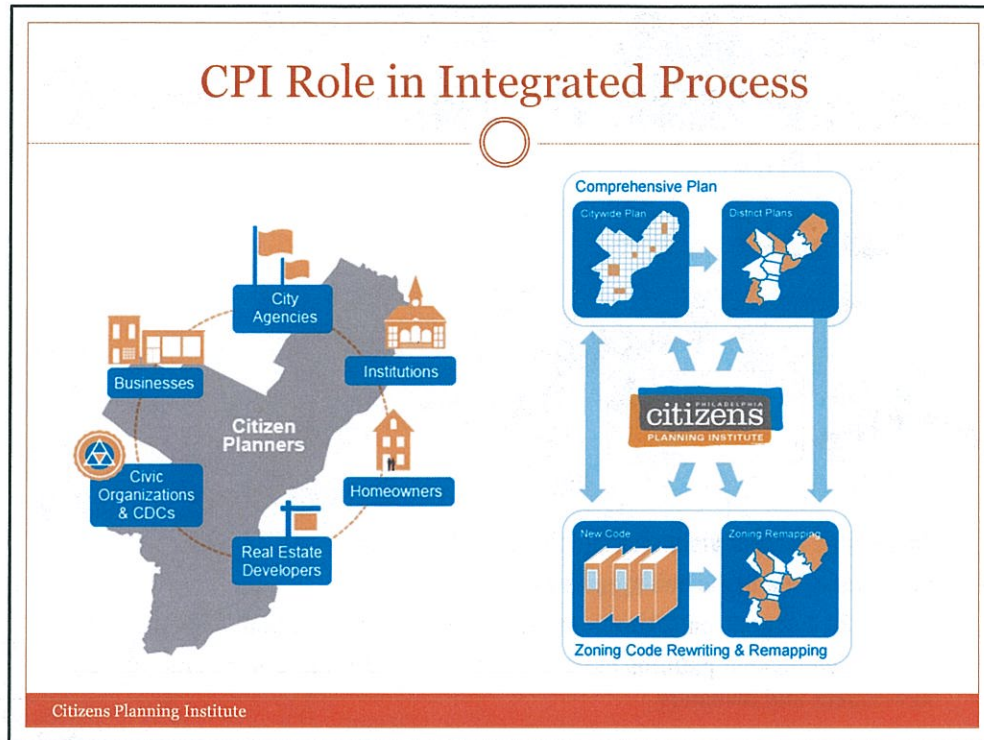 CPI Role in Integrated Process
City
Agencies
Institutions
Businesses
Citizen
Planners
Civic
Organizations
& CDCs
Homeowners
Real Estate
Developers
Comprehensive Plan
Citywide Plan
District Plans
PHILADELPHIA
citizens
PLANNING INSTITUTE
New Code
Zoning Remapping
Zoning Code Rewriting & Remapping
Citizens Planning Institute